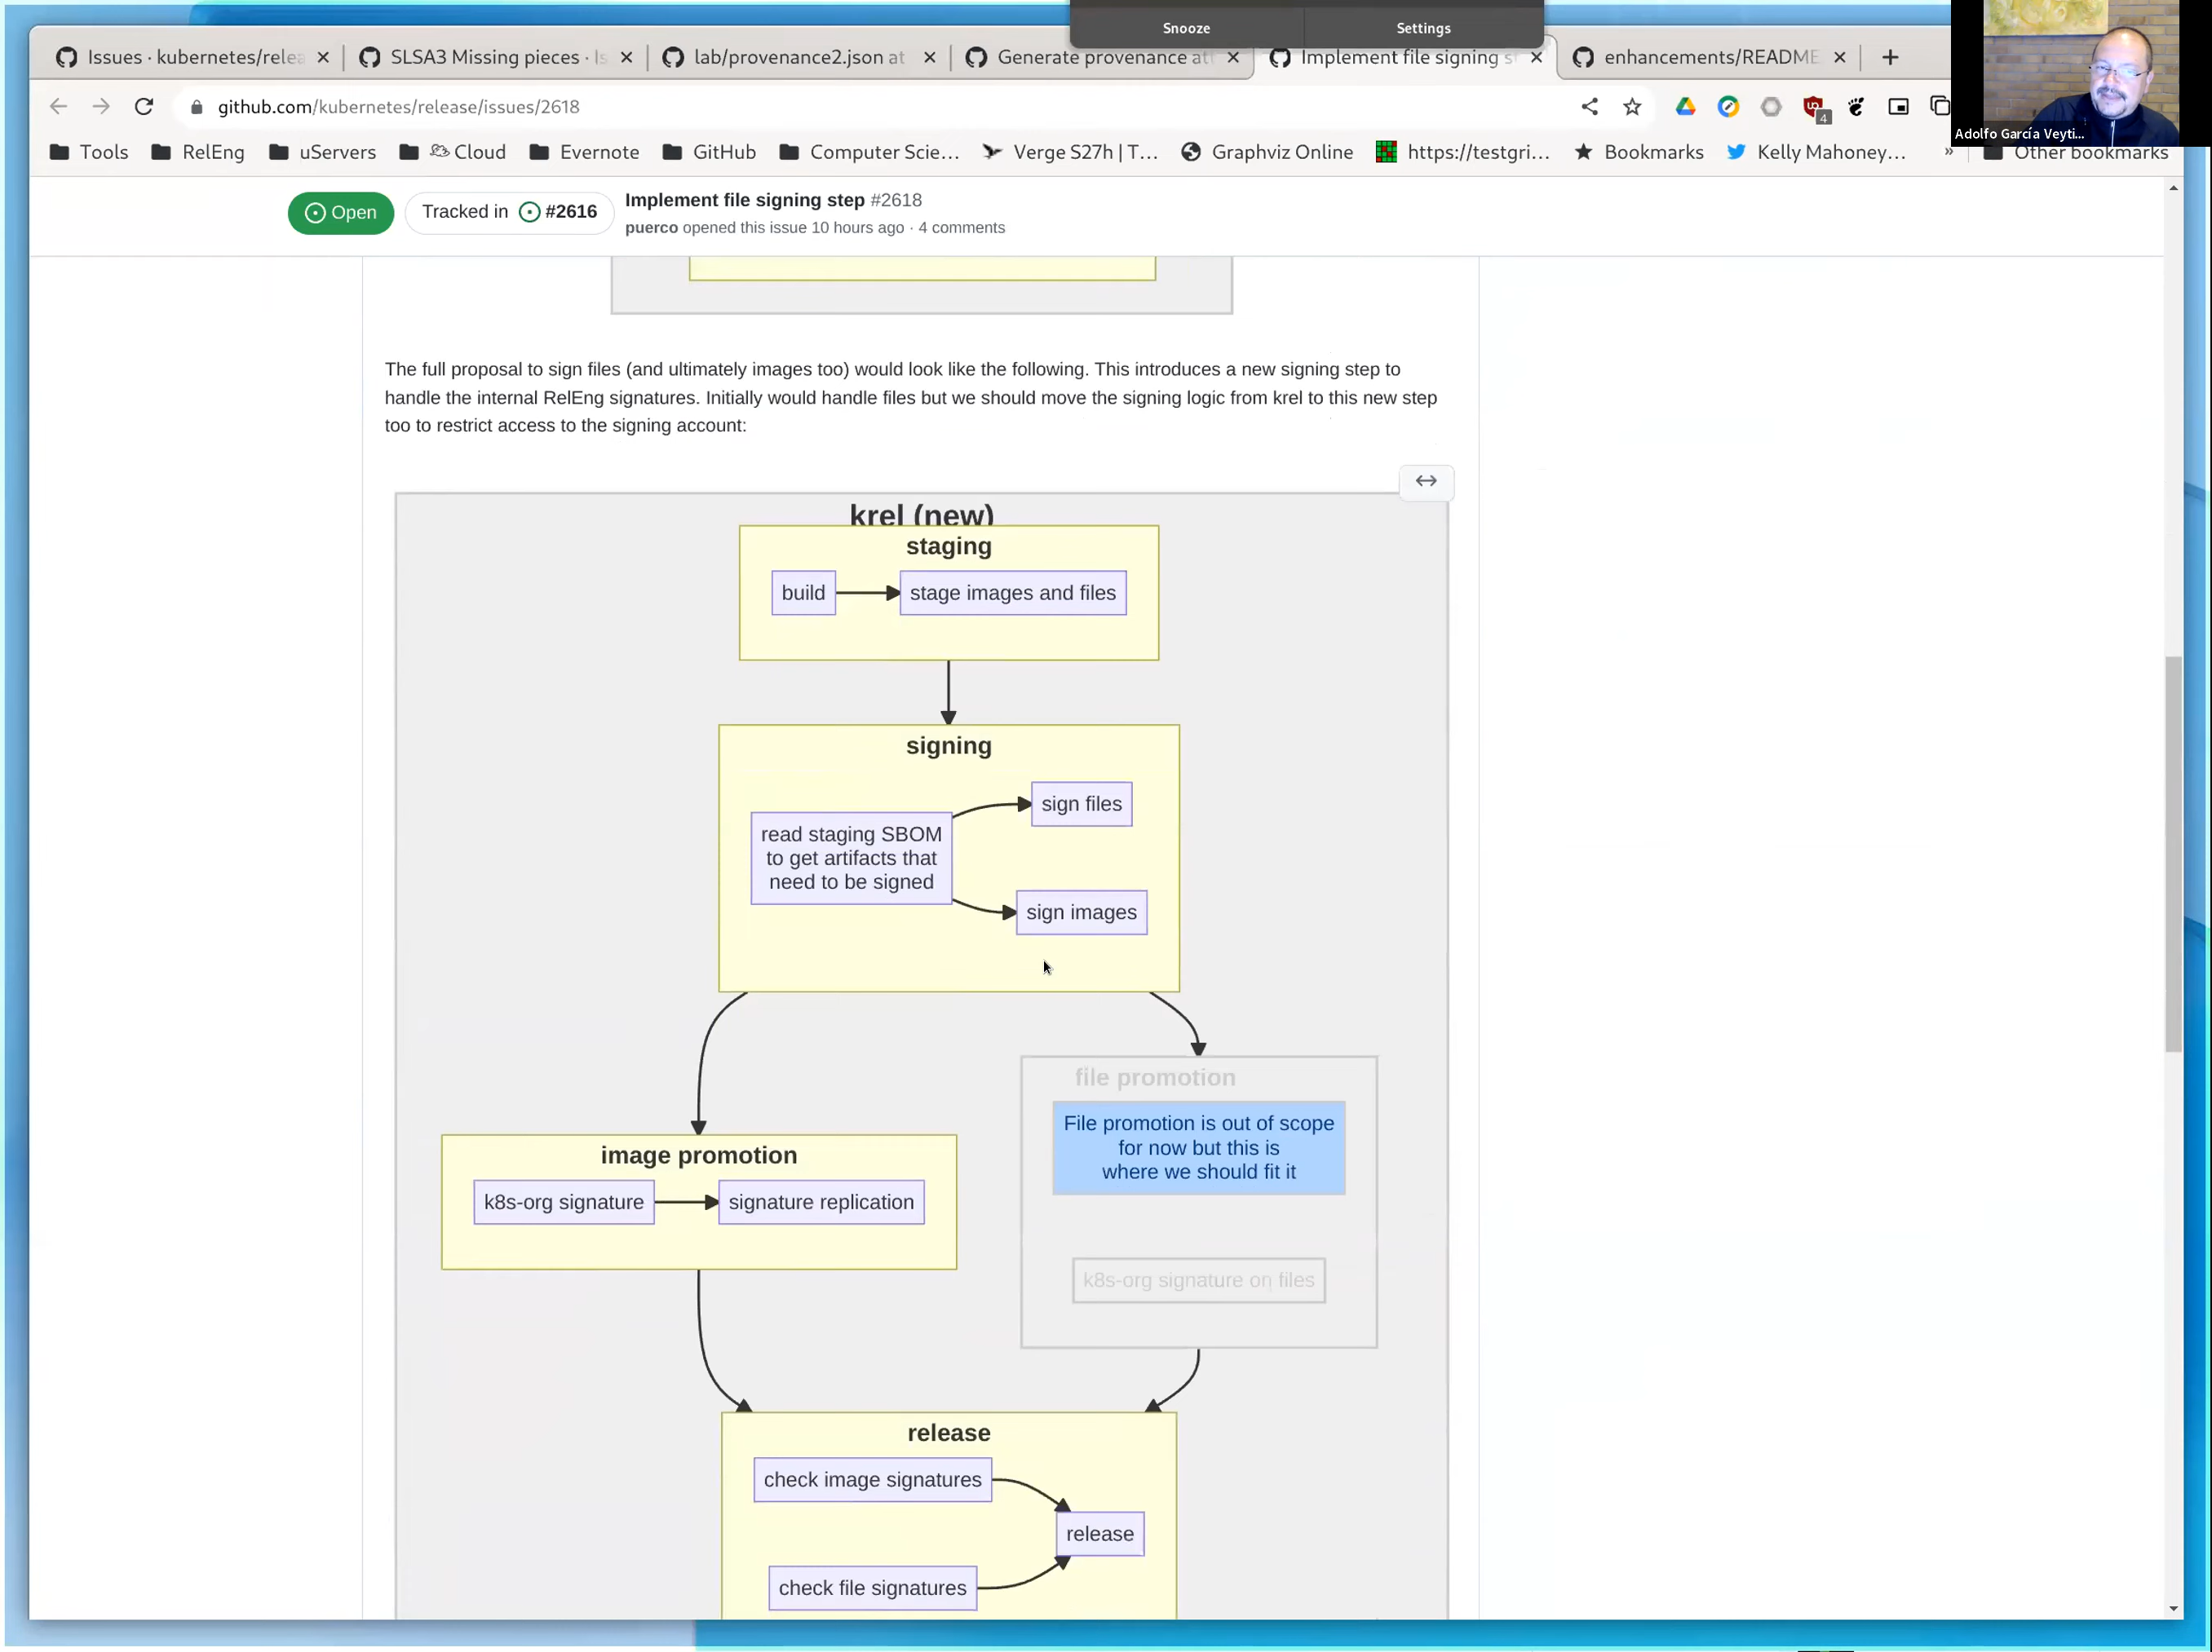 Snooze
Settings
Issues · kubernetes/relea
SLSA3 Missing pieces · Is
lab/provenance2.json at
Generate provenance att
Implement file signing s
enhancements/README
github.com/kubernetes/release/issues/2618
4
Adolfo García Veyti...
Tools
RelEng
uServers
Cloud
Evernote
GitHub
Computer Scie...
Verge S27h | T...
Graphviz Online
https://testgri...
Bookmarks
Kelly Mahoney...
»
Other bookmarks
Open
Tracked in #2616
Implement file signing step #2618
puerco opened this issue 10 hours ago · 4 comments
The full proposal to sign files (and ultimately images too) would look like the following. This introduces a new signing step to
handle the internal RelEng signatures. Initially would handle files but we should move the signing logic from krel to this new step
too to restrict access to the signing account:
krel (new)
staging
build
stage images and files
signing
sign files
read staging SBOM
to get artifacts that
need to be signed
sign images
file promotion
File promotion is out of scope
for now but this is
where we should fit it
image promotion
k8s-org signature
signature replication
k8s-org signature on files
release
check image signatures
release
check file signatures